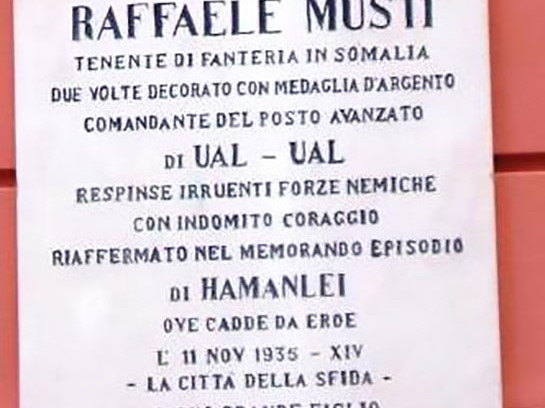 RAFFAELE MUSTI
TENENTE DI FANTERIA IN SOMALIA
DUE VOLTE DECORATO CON MEDAGLIA D'ARGENTO
COMANDANTE DEL POSTO AVANZATO
DI UAL - UAL
RESPINSE IRRUENTI FORZE NEMICHE
CON INDOMITO CORAGGIO
RIAFFERMATO NEL MEMORANDO EPISODIO
DI HAMANLEI
OVE CADDE DA EROE
L' 11 NOV 1935 - XIV
- LA CITTÀ DELLA SFIDA -
GRANDE FIGLIO